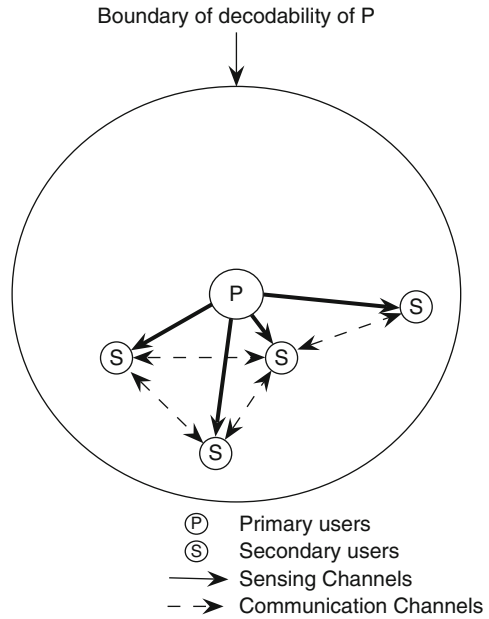 Boundary of decodability of P
P
S
S
S
S
P Primary users
S Secondary users
Sensing Channels
Communication Channels